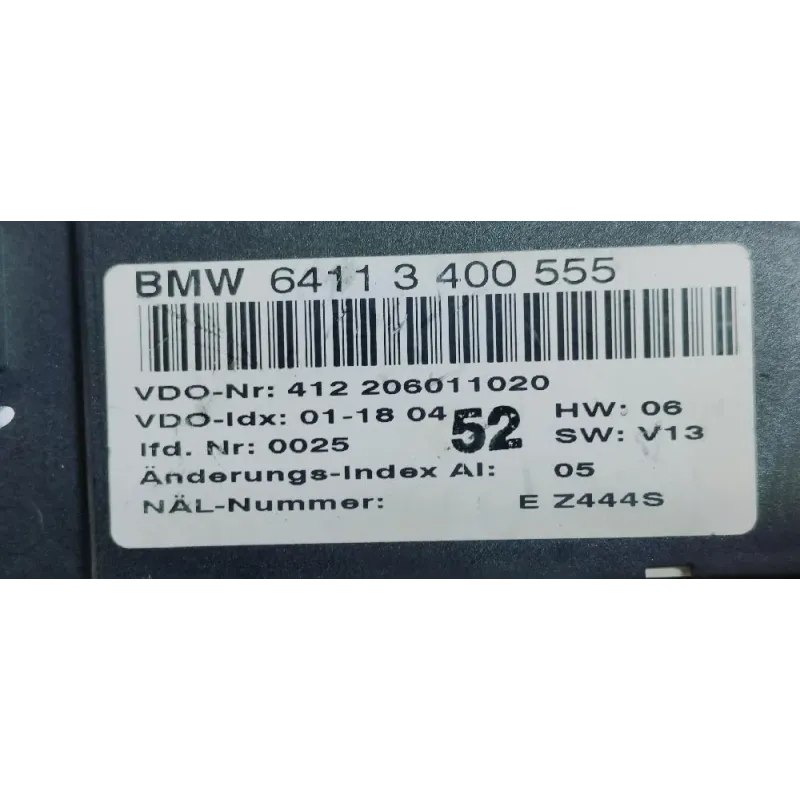 BMW 6411 3 400 555
VDO-Nr: 412 206011020
VDO-Idx: 01-18 04 52 HW: 06
lfd. Nr: 0025 SW: V13
Änderungs-Index AI: 05
NÄL-Nummer: E Z444S